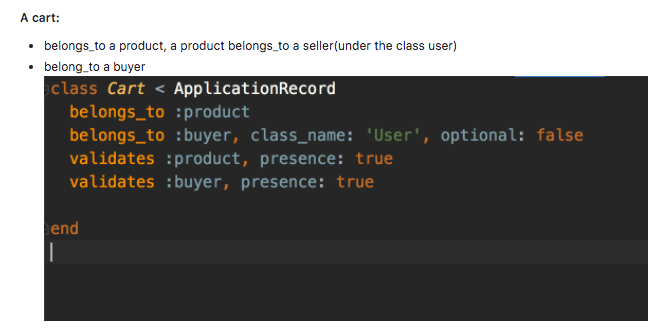 A cart:
belongs_to a product, a product belongs_to a seller(under the class user)
belong_to a buyer
class Cart < ApplicationRecord
belongs_to :product
belongs_to :buyer, class_name: 'User', optional: false
validates :product, presence: true
validates :buyer, presence: true
end